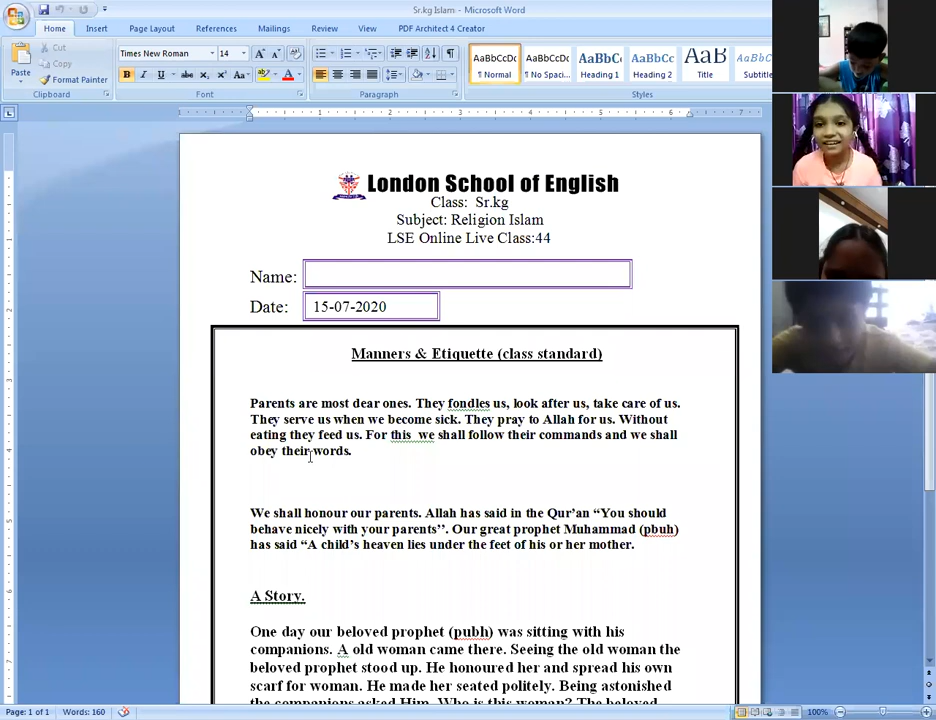 Sr.kg Islam - Microsoft Word
Home Insert Page Layout References Mailings Review View PDF Architect 4 Creator
Cut
Copy
Format Painter
Paste
Clipboard
Times New Roman 14
Font
Paragraph
AaBbCcDc AaBbCcDc AaBbC AaBbCc AaB AaBbCc
¶ Normal ¶ No Spaci... Heading 1 Heading 2 Title Subtitle
Styles
London School of English
Class: Sr.kg
Subject: Religion Islam
LSE Online Live Class:44
Name:
Date: 15-07-2020
Manners & Etiquette (class standard)
Parents are most dear ones. They fondles us, look after us, take care of us.
They serve us when we become sick. They pray to Allah for us. Without
eating they feed us. For this we shall follow their commands and we shall
obey their words.
We shall honour our parents. Allah has said in the Qur’an “You should
behave nicely with your parents’’. Our great prophet Muhammad (pbuh)
has said “A child’s heaven lies under the feet of his or her mother.
A Story.
One day our beloved prophet (pubh) was sitting with his
companions. A old woman came there. Seeing the old woman the
beloved prophet stood up. He honoured her and spread his own
scarf for woman. He made her seated politely. Being astonished
the companions asked Him. Who is this woman? The beloved
Page: 1 of 1 Words: 160 100%